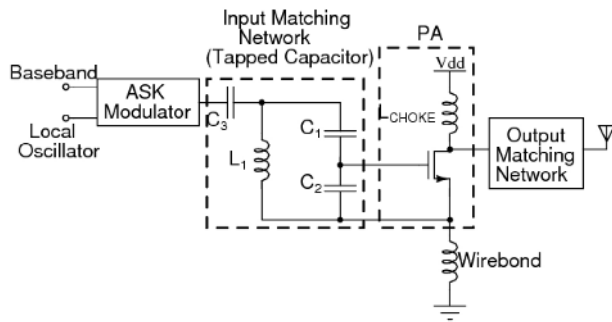 Input Matching
Network
(Tapped Capacitor)
PA
Vdd
Baseband
ASK
Modulator
Local
Oscillator
C3
L1
C1
C2
LCHOKE
Output
Matching
Network
Wirebond